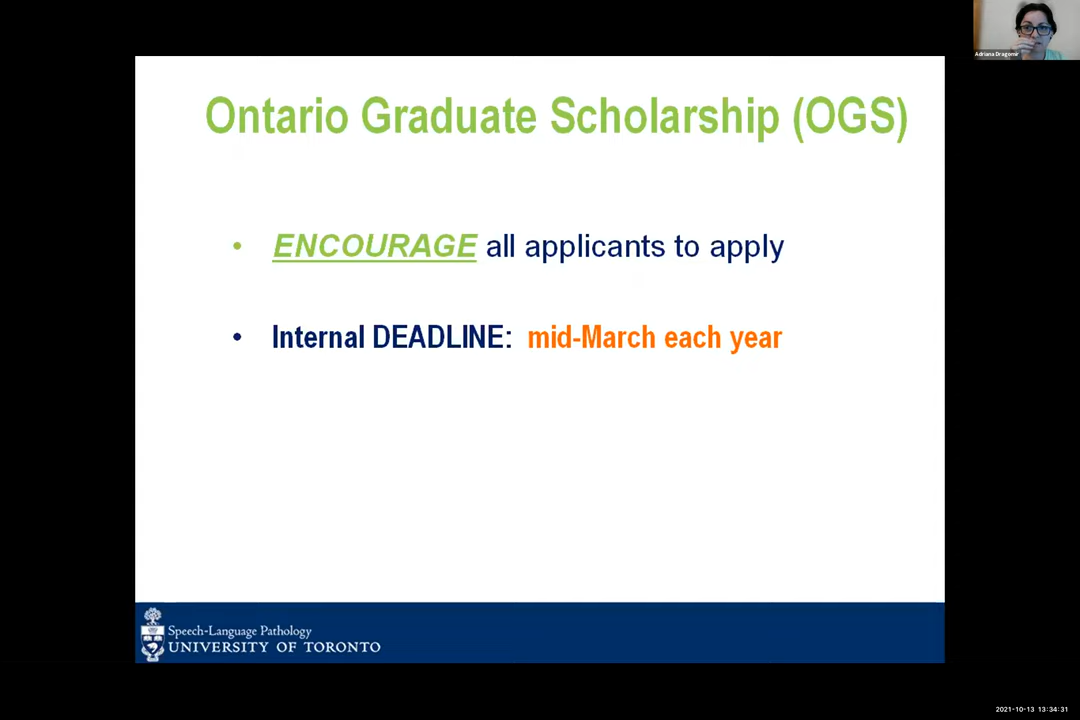 Adriana Dragomir
Ontario Graduate Scholarship (OGS)
• ENCOURAGE all applicants to apply
• Internal DEADLINE: mid-March each year
Speech-Language Pathology
UNIVERSITY OF TORONTO
2021-10-13 13:34:31